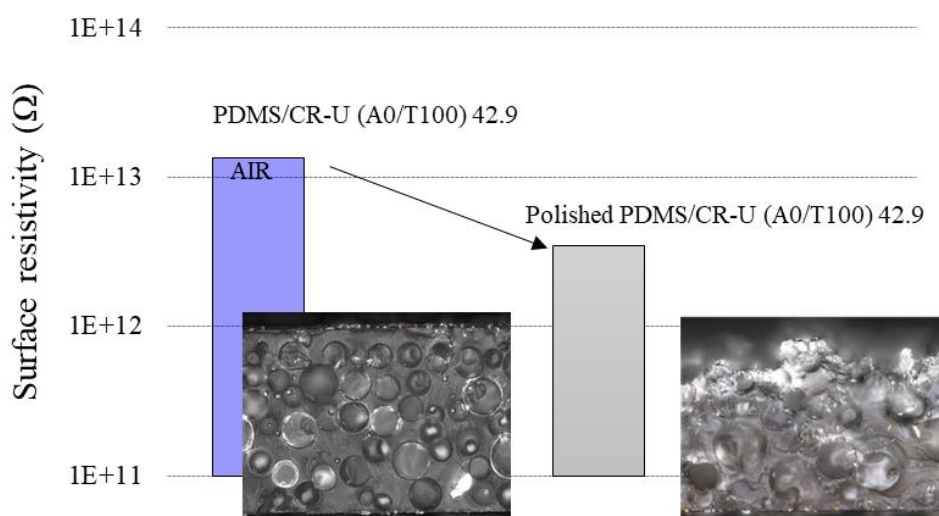 1E+14
PDMS/CR-U (A0/T100) 42.9
AIR
1E+13
Polished PDMS/CR-U (A0/T100) 42.9
1E+12
1E+11
Surface resistivity (Ω)